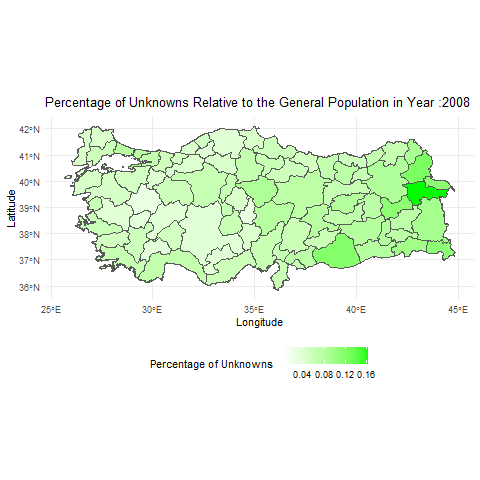 Percentage of Unknowns Relative to the General Population in Year :2008
42°N
41°N
40°N
39°N
38°N
37°N
36°N
Latitude
25°E 30°E 35°E 40°E 45°E
Longitude
Percentage of Unknowns
0.04 0.08 0.12 0.16